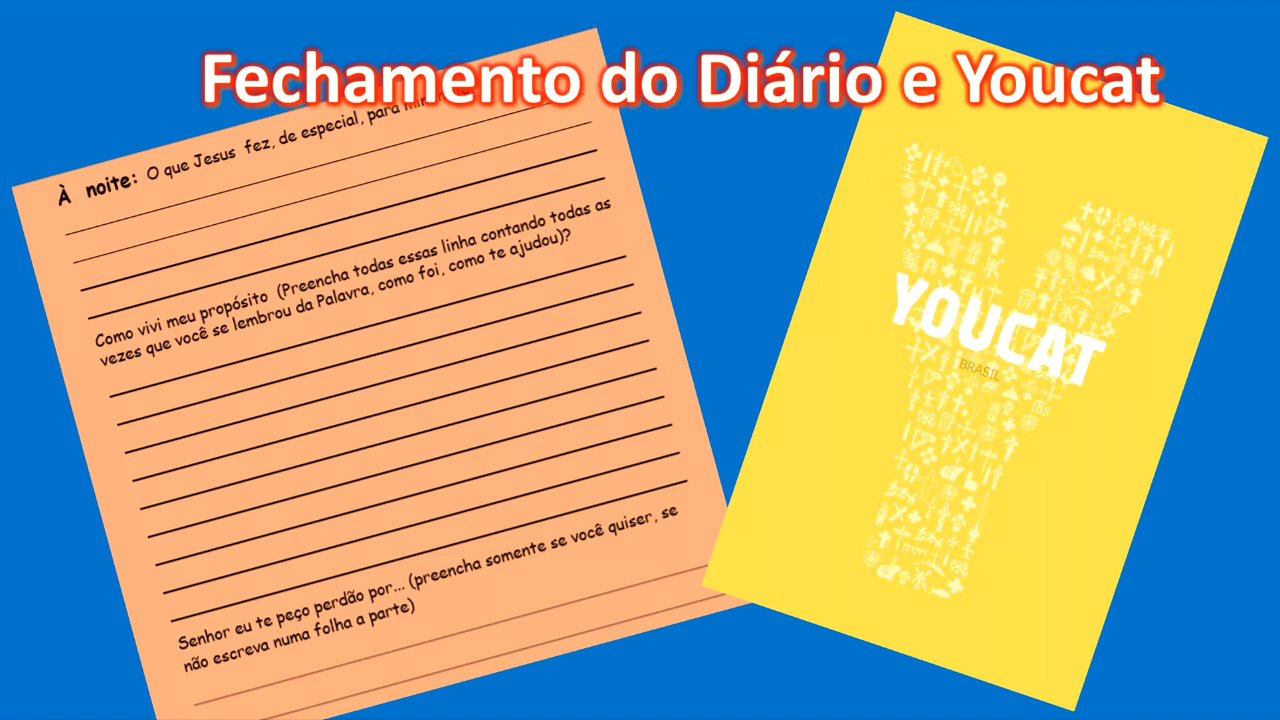 Fechamento do Diário e Youcat
À noite: O que Jesus fez, de especial, para
Como vivi meu propósito (Preencha todas essas linha contando todas as
vezes que você se lembrou da Palavra, como foi, como te ajudou)?
Senhor eu te peço perdão por... (preencha somente se você quiser, se
não escreva numa folha a parte)
YOUCAT
BRASIL